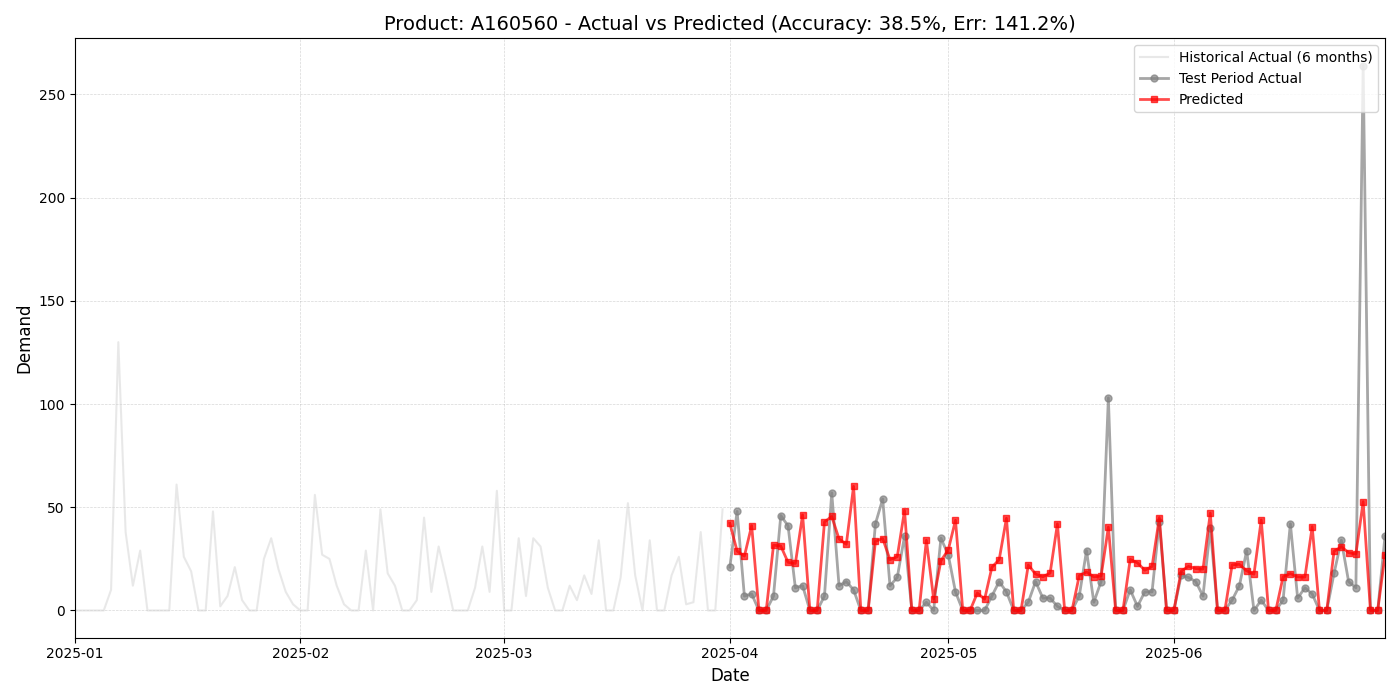 Product: A160560 - Actual vs Predicted (Accuracy: 38.5%, Err: 141.2%)
Historical Actual (6 months)
Test Period Actual
Predicted
250
200
150
100
50
0
Demand
2025-01
2025-02
2025-03
2025-04
2025-05
2025-06
Date